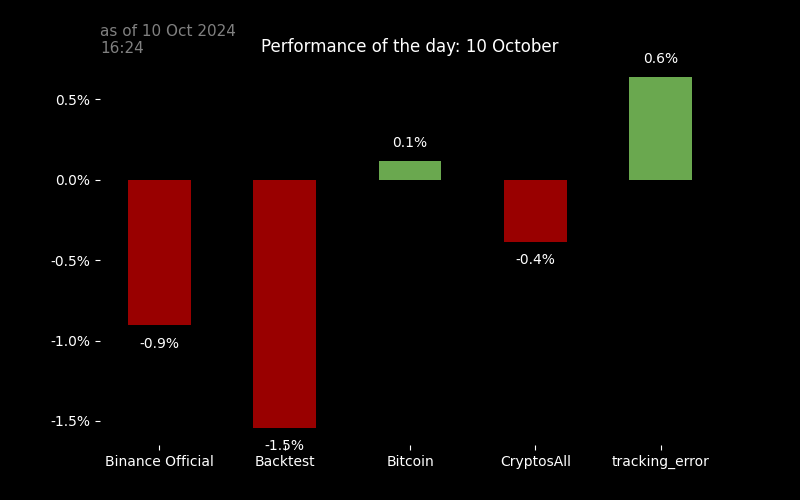 as of 10 Oct 2024
16:24
Performance of the day: 10 October
0.6%
0.5%
0.1%
0.0%
-0.4%
-0.5%
-0.9%
-1.0%
-1.5%
-1.5%
Binance Official
Backtest
Bitcoin
CryptosAll
tracking_error